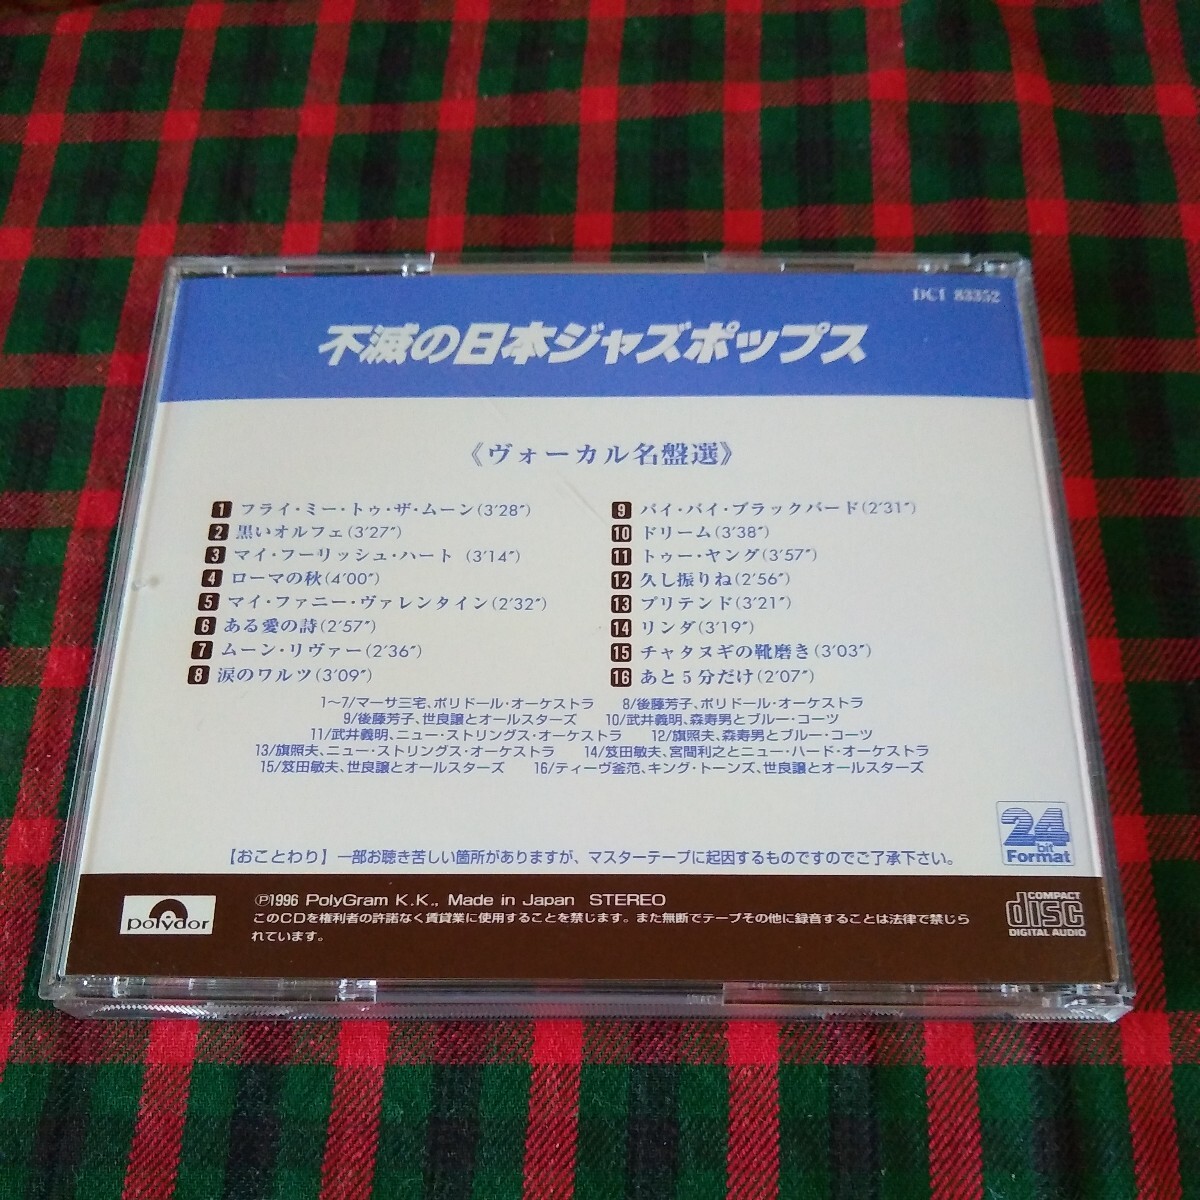 DCI 83352
不滅の日本ジャズポップス
《ヴォーカル名盤選》
1 フライ・ミー・トゥ・ザ・ムーン(3'28")
2 黒いオルフェ(3'27")
3 マイ・フーリッシュ・ハート (3'14")
4 ローマの秋(4'00")
5 マイ・ファニー・ヴァレンタイン(2'32")
6 ある愛の詩(2'57")
7 ムーン・リヴァー(2'36")
8 涙のワルツ(3'09")
9 バイ・バイ・ブラックバード(2'31")
10 ドリーム(3'38")
11 トゥー・ヤング(3'57")
12 久し振りね(2'56")
13 プリテンド(3'21")
14 リンダ(3'19")
15 チャタヌギの靴磨き(3'03")
16 あと5分だけ(2'07")
1〜7/マーサ三宅、ポリドール・オーケストラ 8/後藤芳子、ポリドール・オーケストラ
9/後藤芳子、世良譲とオールスターズ 10/武井義明、森寿男とブルー・コーツ
11/武井義明、ニュー・ストリングス・オーケストラ 12/旗照夫、森寿男とブルー・コーツ
13/旗照夫、ニュー・ストリングス・オーケストラ 14/笈田敏夫、宮間利之とニュー・ハード・オーケストラ
15/笈田敏夫、世良譲とオールスターズ 16/ティーヴ釜范、キング・トーンズ、世良譲とオールスターズ
【おことわり】一部お聴き苦しい箇所がありますが、マスターテープに起因するものですのでご了承下さい。
24
bit
Format
polydor
℗1996 PolyGram K.K., Made in Japan STEREO
このCDを権利者の許諾なく賃貸業に使用することを禁じます。また無断でテープその他に録音することは法律で禁じら
れています。
COMPACT
disc
DIGITAL AUDIO